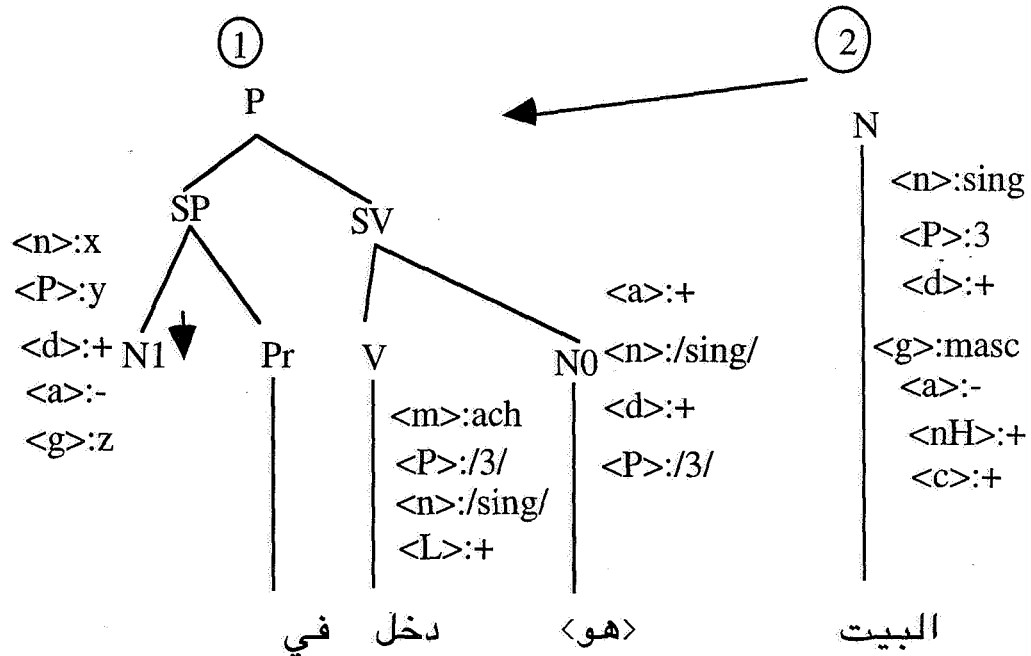 1
2
P
N
<n>:sing
SP
SV
<n>:x
<P>:3
<P>:y
<a>:+
<d>:+
<d>:+
N1
Pr
V
N0
<n>:/sing/
<g>:masc
<a>:-
<m>:ach
<d>:+
<a>:-
<g>:z
<P>:/3/
<P>:/3/
<nH>:+
<n>:/sing/
<c>:+
<L>:+
في
دخل
<هو>
البيت